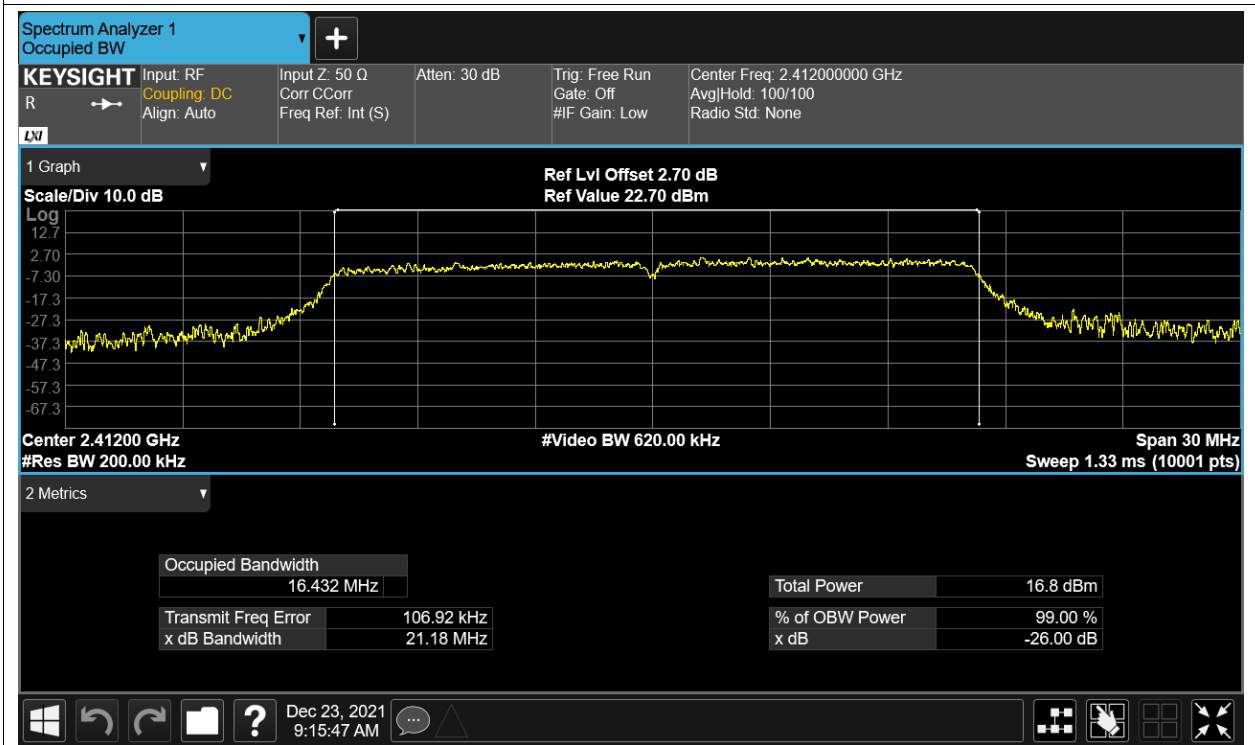 Spectrum Analyzer 1
Occupied BW
KEYSIGHT
R
LXI
Input: RF
Coupling: DC
Align: Auto
Input Z: 50 Ω
Corr CCorr
Freq Ref: Int (S)
Atten: 30 dB
Trig: Free Run
Gate: Off
#IF Gain: Low
Center Freq: 2.412000000 GHz
Avg|Hold: 100/100
Radio Std: None
1 Graph
Scale/Div 10.0 dB
Ref Lvl Offset 2.70 dB
Ref Value 22.70 dBm
Log
12.7
2.70
-7.30
-17.3
-27.3
-37.3
-47.3
-57.3
-67.3
Center 2.41200 GHz
#Video BW 620.00 kHz
Span 30 MHz
#Res BW 200.00 kHz
Sweep 1.33 ms (10001 pts)
2 Metrics
Occupied Bandwidth
16.432 MHz
Transmit Freq Error 106.92 kHz
x dB Bandwidth 21.18 MHz
Total Power 16.8 dBm
% of OBW Power 99.00 %
x dB -26.00 dB
Dec 23, 2021
9:15:47 AM